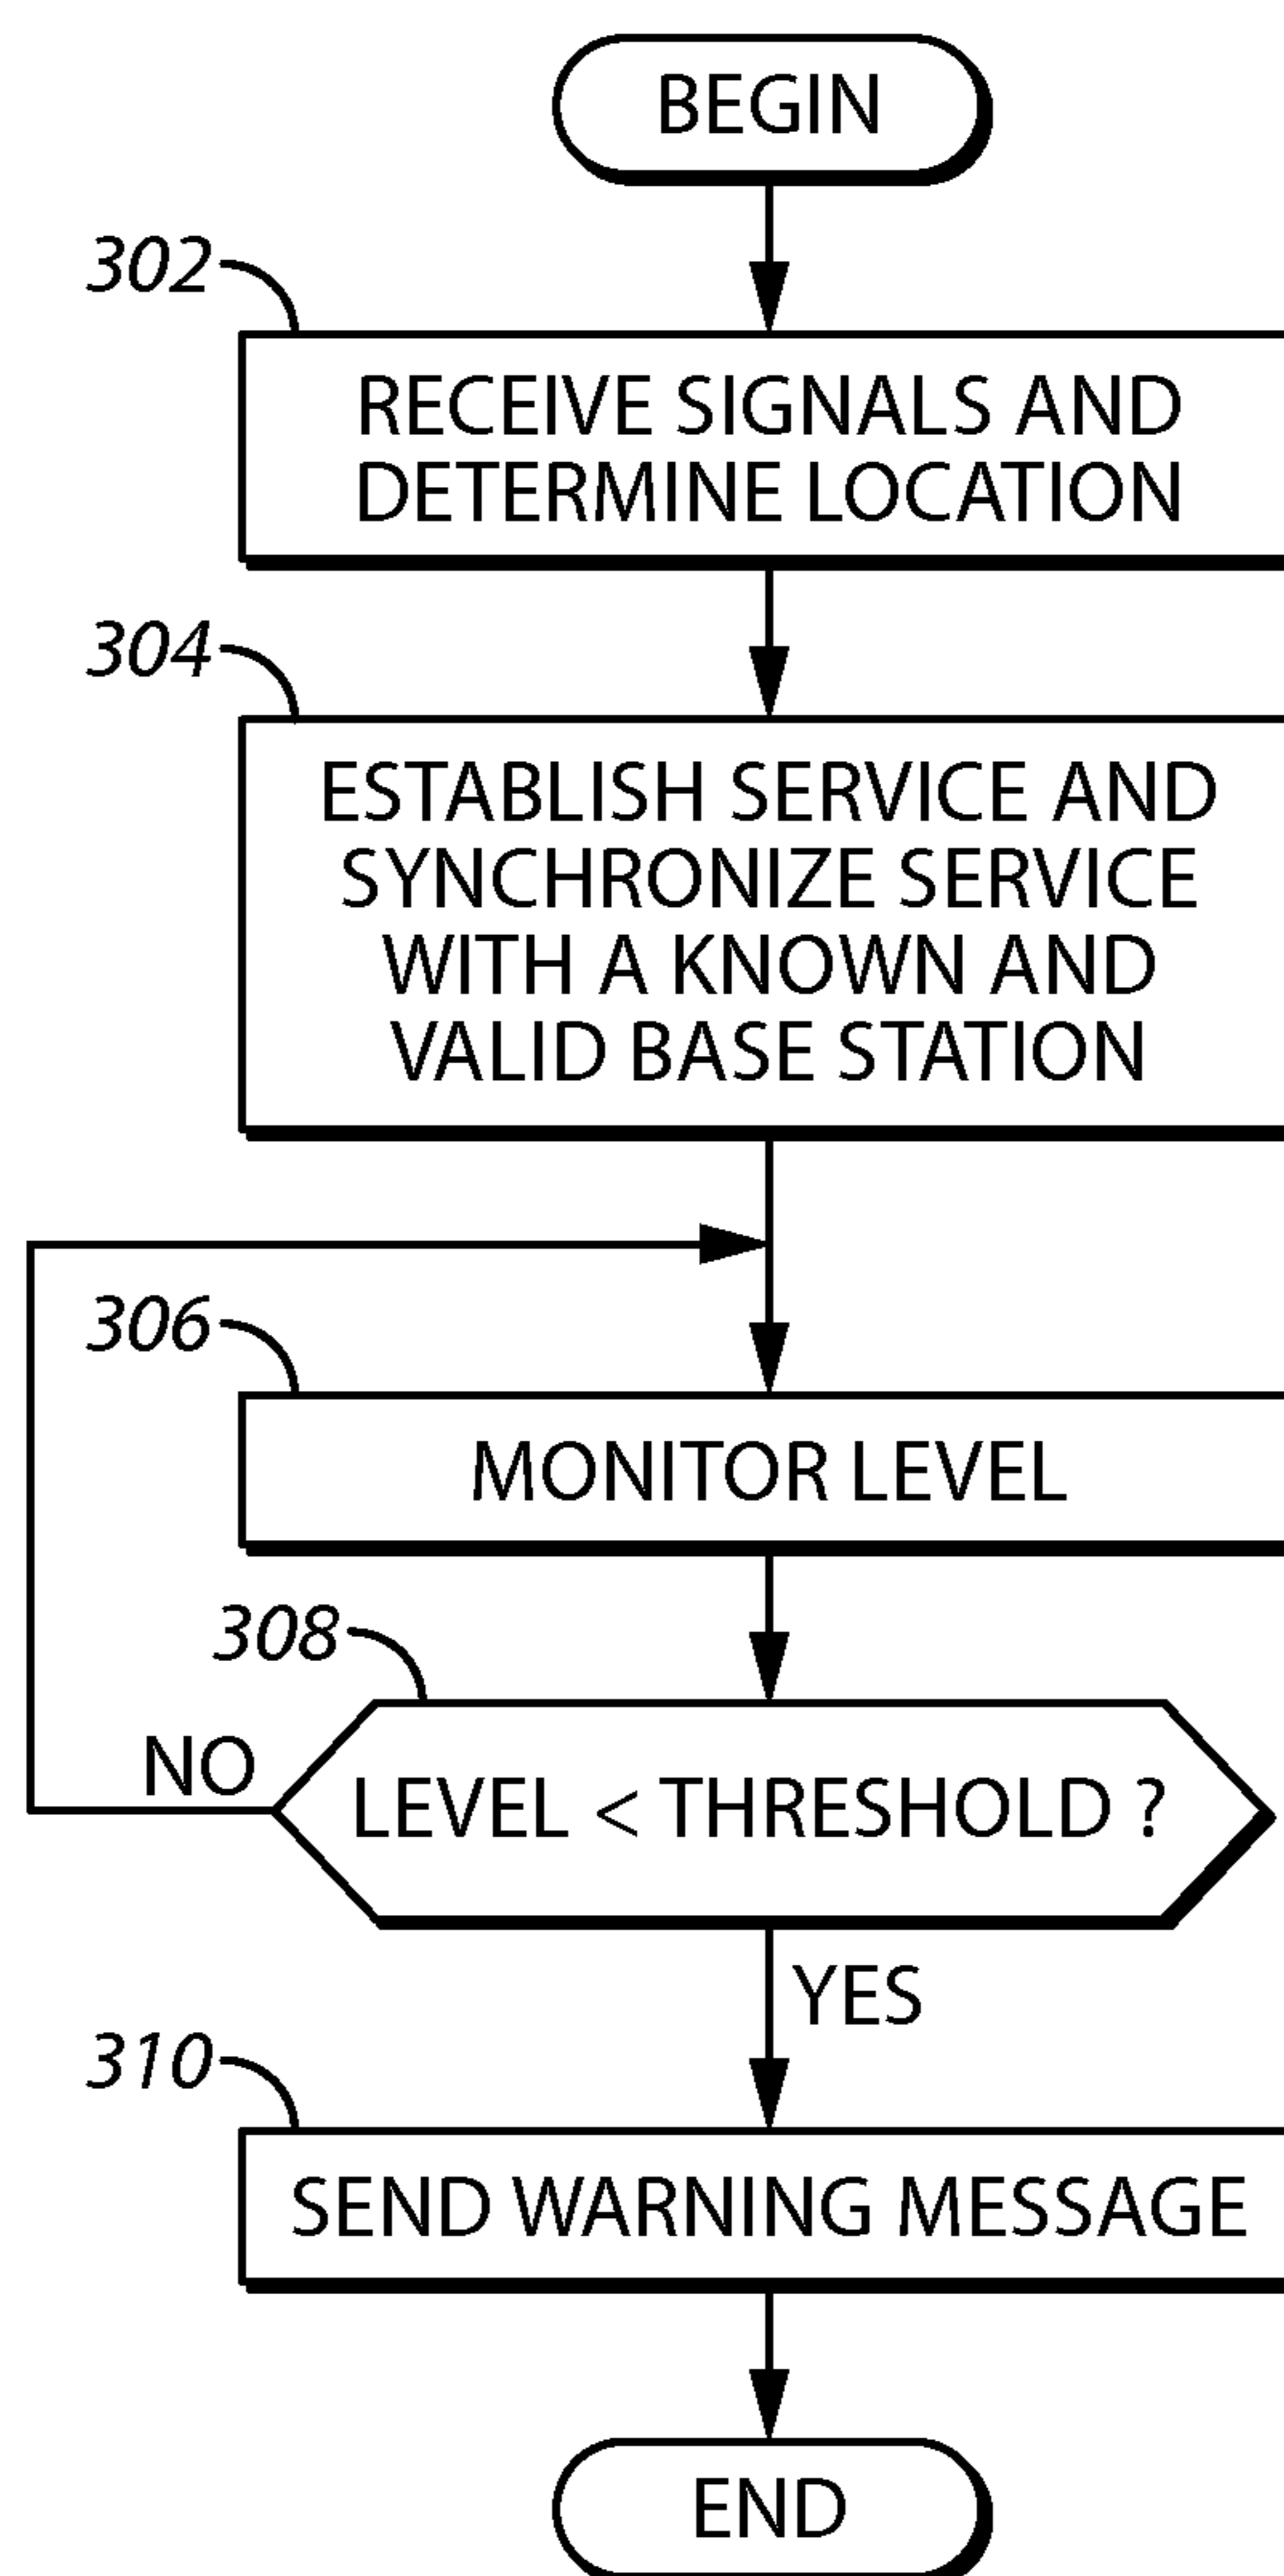 BEGIN
302
RECEIVE SIGNALS AND
DETERMINE LOCATION
304
ESTABLISH SERVICE AND
SYNCHRONIZE SERVICE
WITH A KNOWN AND
VALID BASE STATION
306
MONITOR LEVEL
308
NO
LEVEL < THRESHOLD ?
YES
310
SEND WARNING MESSAGE
END